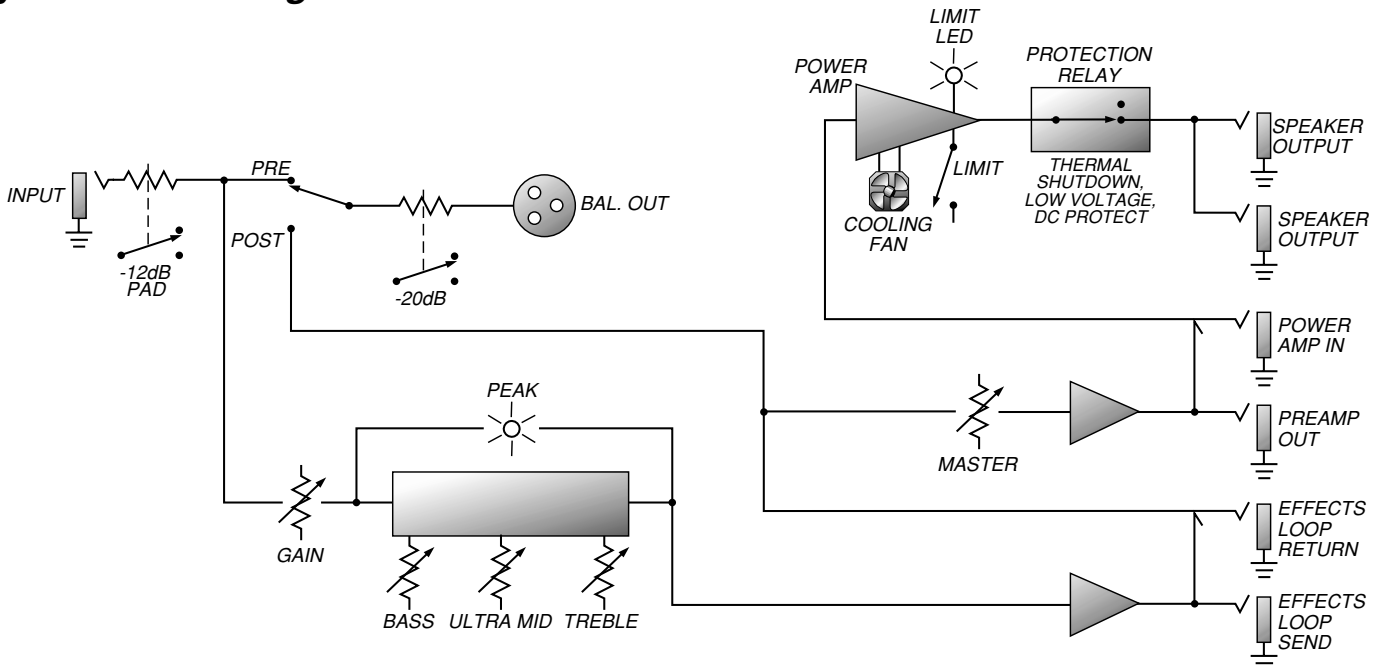 LIMIT
LED
POWER
AMP
PROTECTION
RELAY
SPEAKER
OUTPUT
LIMIT
THERMAL
SHUTDOWN,
LOW VOLTAGE,
DC PROTECT
COOLING
FAN
SPEAKER
OUTPUT
INPUT
PRE
BAL. OUT
POST
-12dB
PAD
-20dB
POWER
AMP IN
PEAK
MASTER
PREAMP
OUT
GAIN
BASS
ULTRA MID
TREBLE
EFFECTS
LOOP
RETURN
EFFECTS
LOOP
SEND